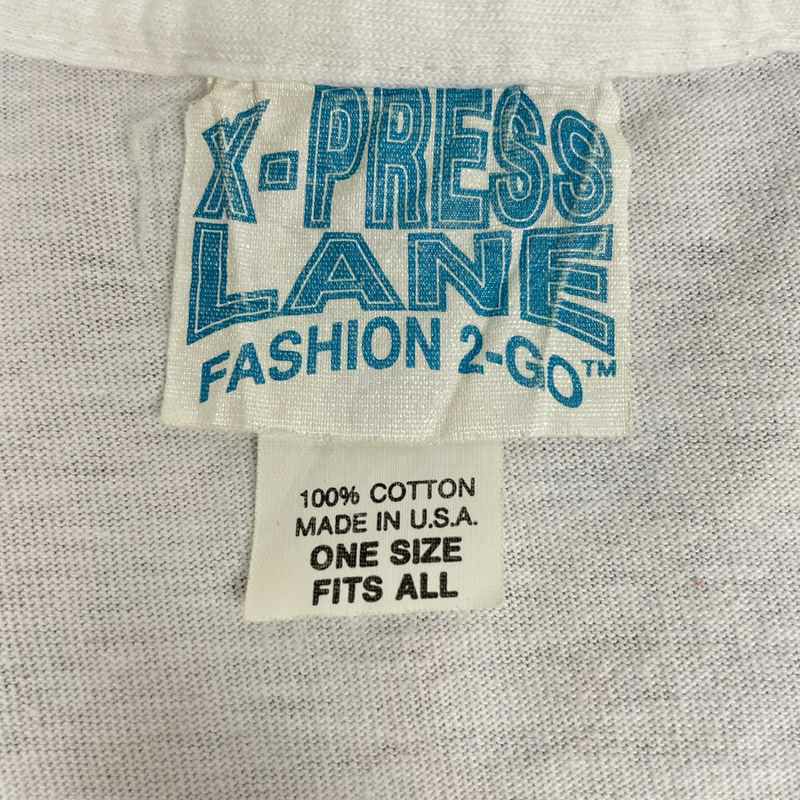 X-PRESS
LANE
FASHION 2-GO™
100% COTTON
MADE IN U.S.A.
ONE SIZE
FITS ALL